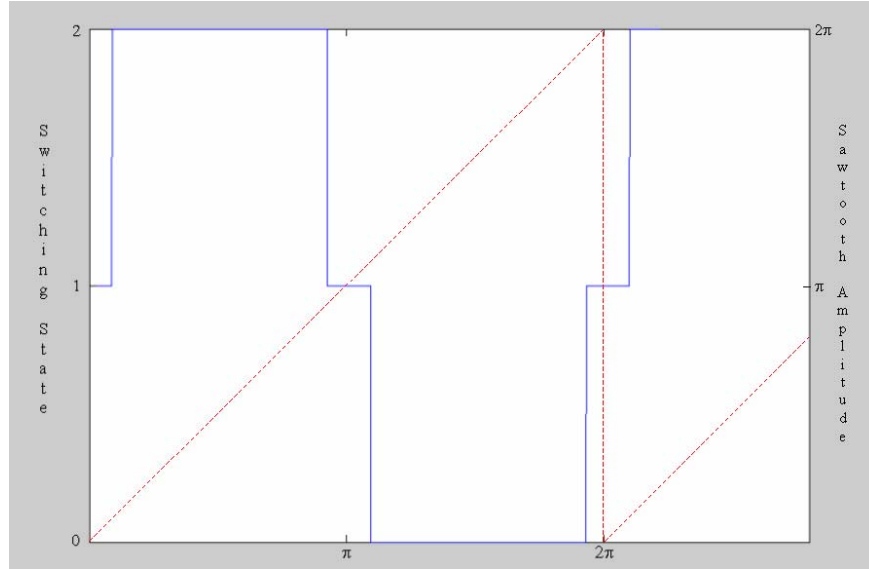 2
1
0
Switching State
π
2π
2π
π
Sawtooth Amplitude